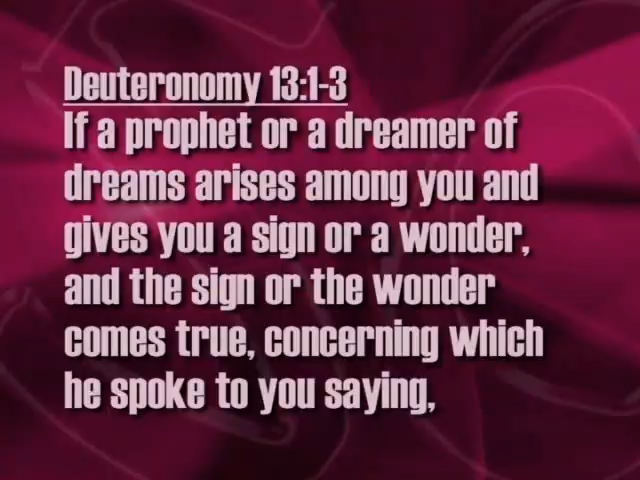 Deuteronomy 13:1-3
If a prophet or a dreamer of
dreams arises among you and
gives you a sign or a wonder,
and the sign or the wonder
comes true, concerning which
he spoke to you saying,